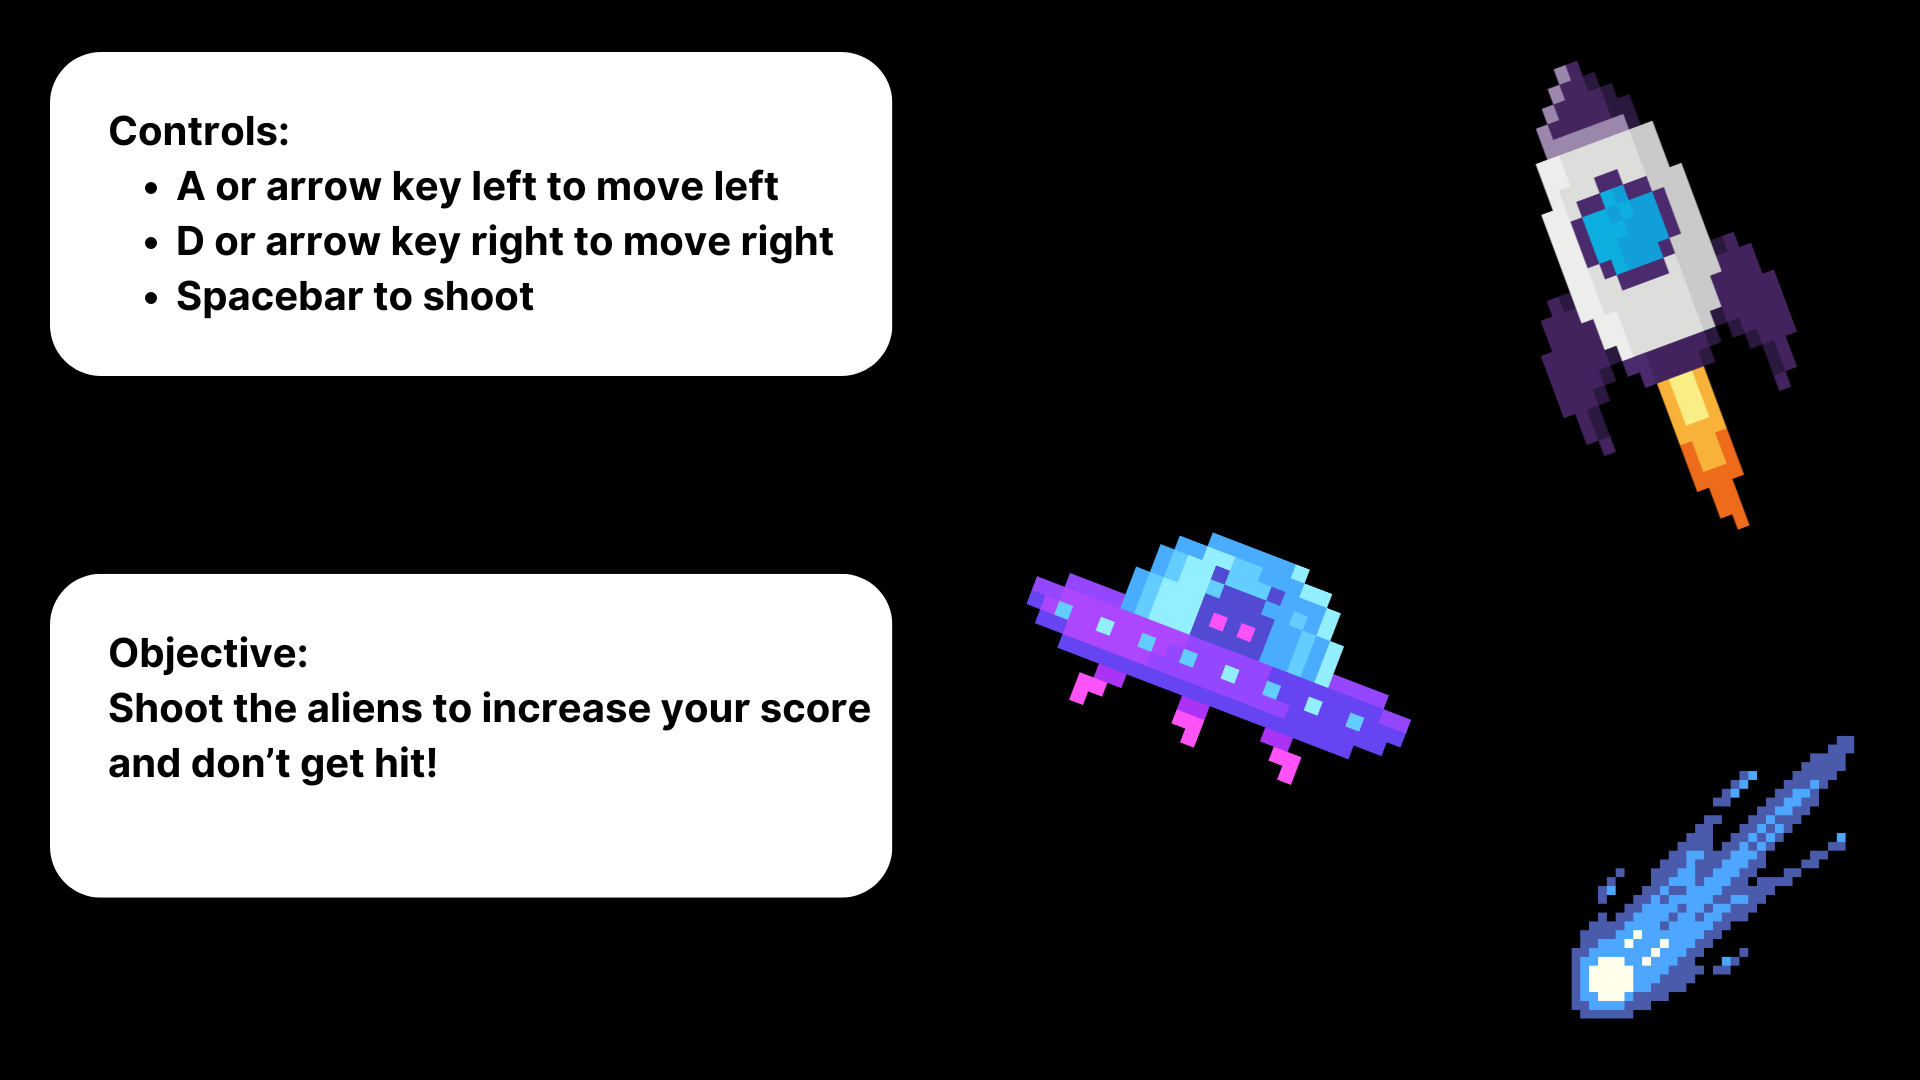 Controls:
• A or arrow key left to move left
• D or arrow key right to move right
• Spacebar to shoot
Objective:
Shoot the aliens to increase your score
and don’t get hit!